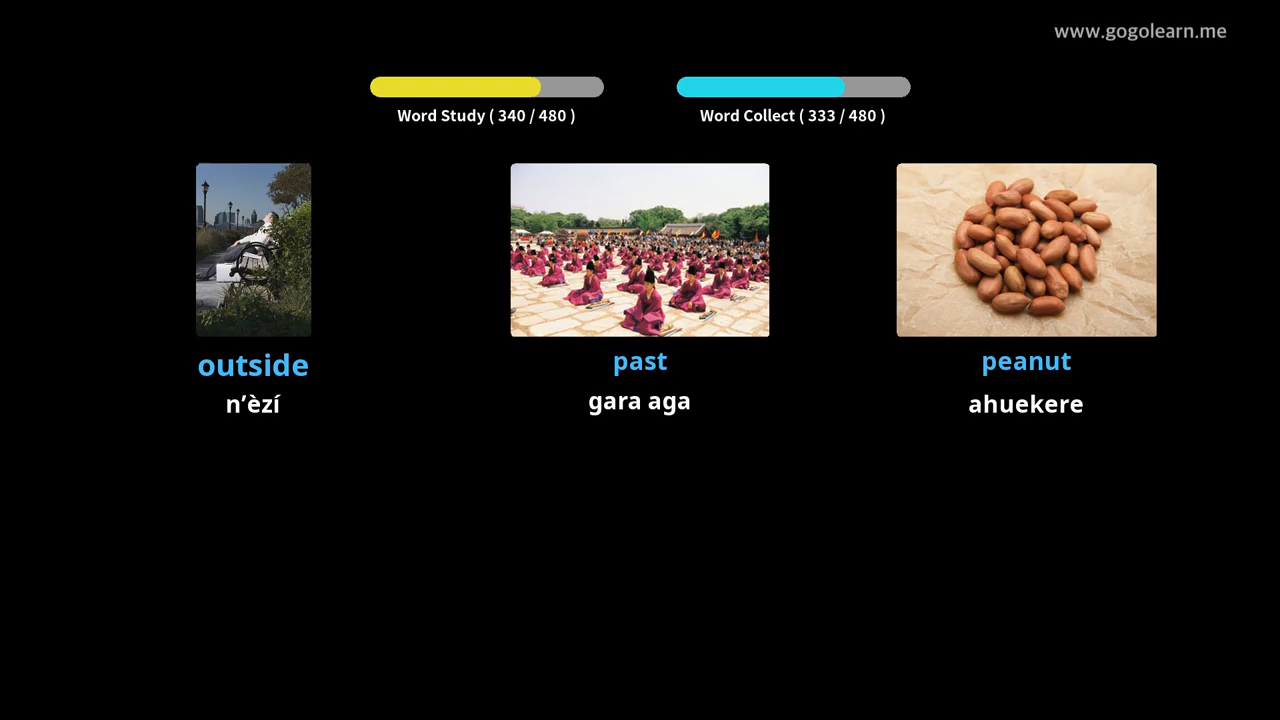 www.gogolearn.me
Word Study ( 340 / 480 )
Word Collect ( 333 / 480 )
outside
n’èzí
past
gara aga
peanut
ahuekere